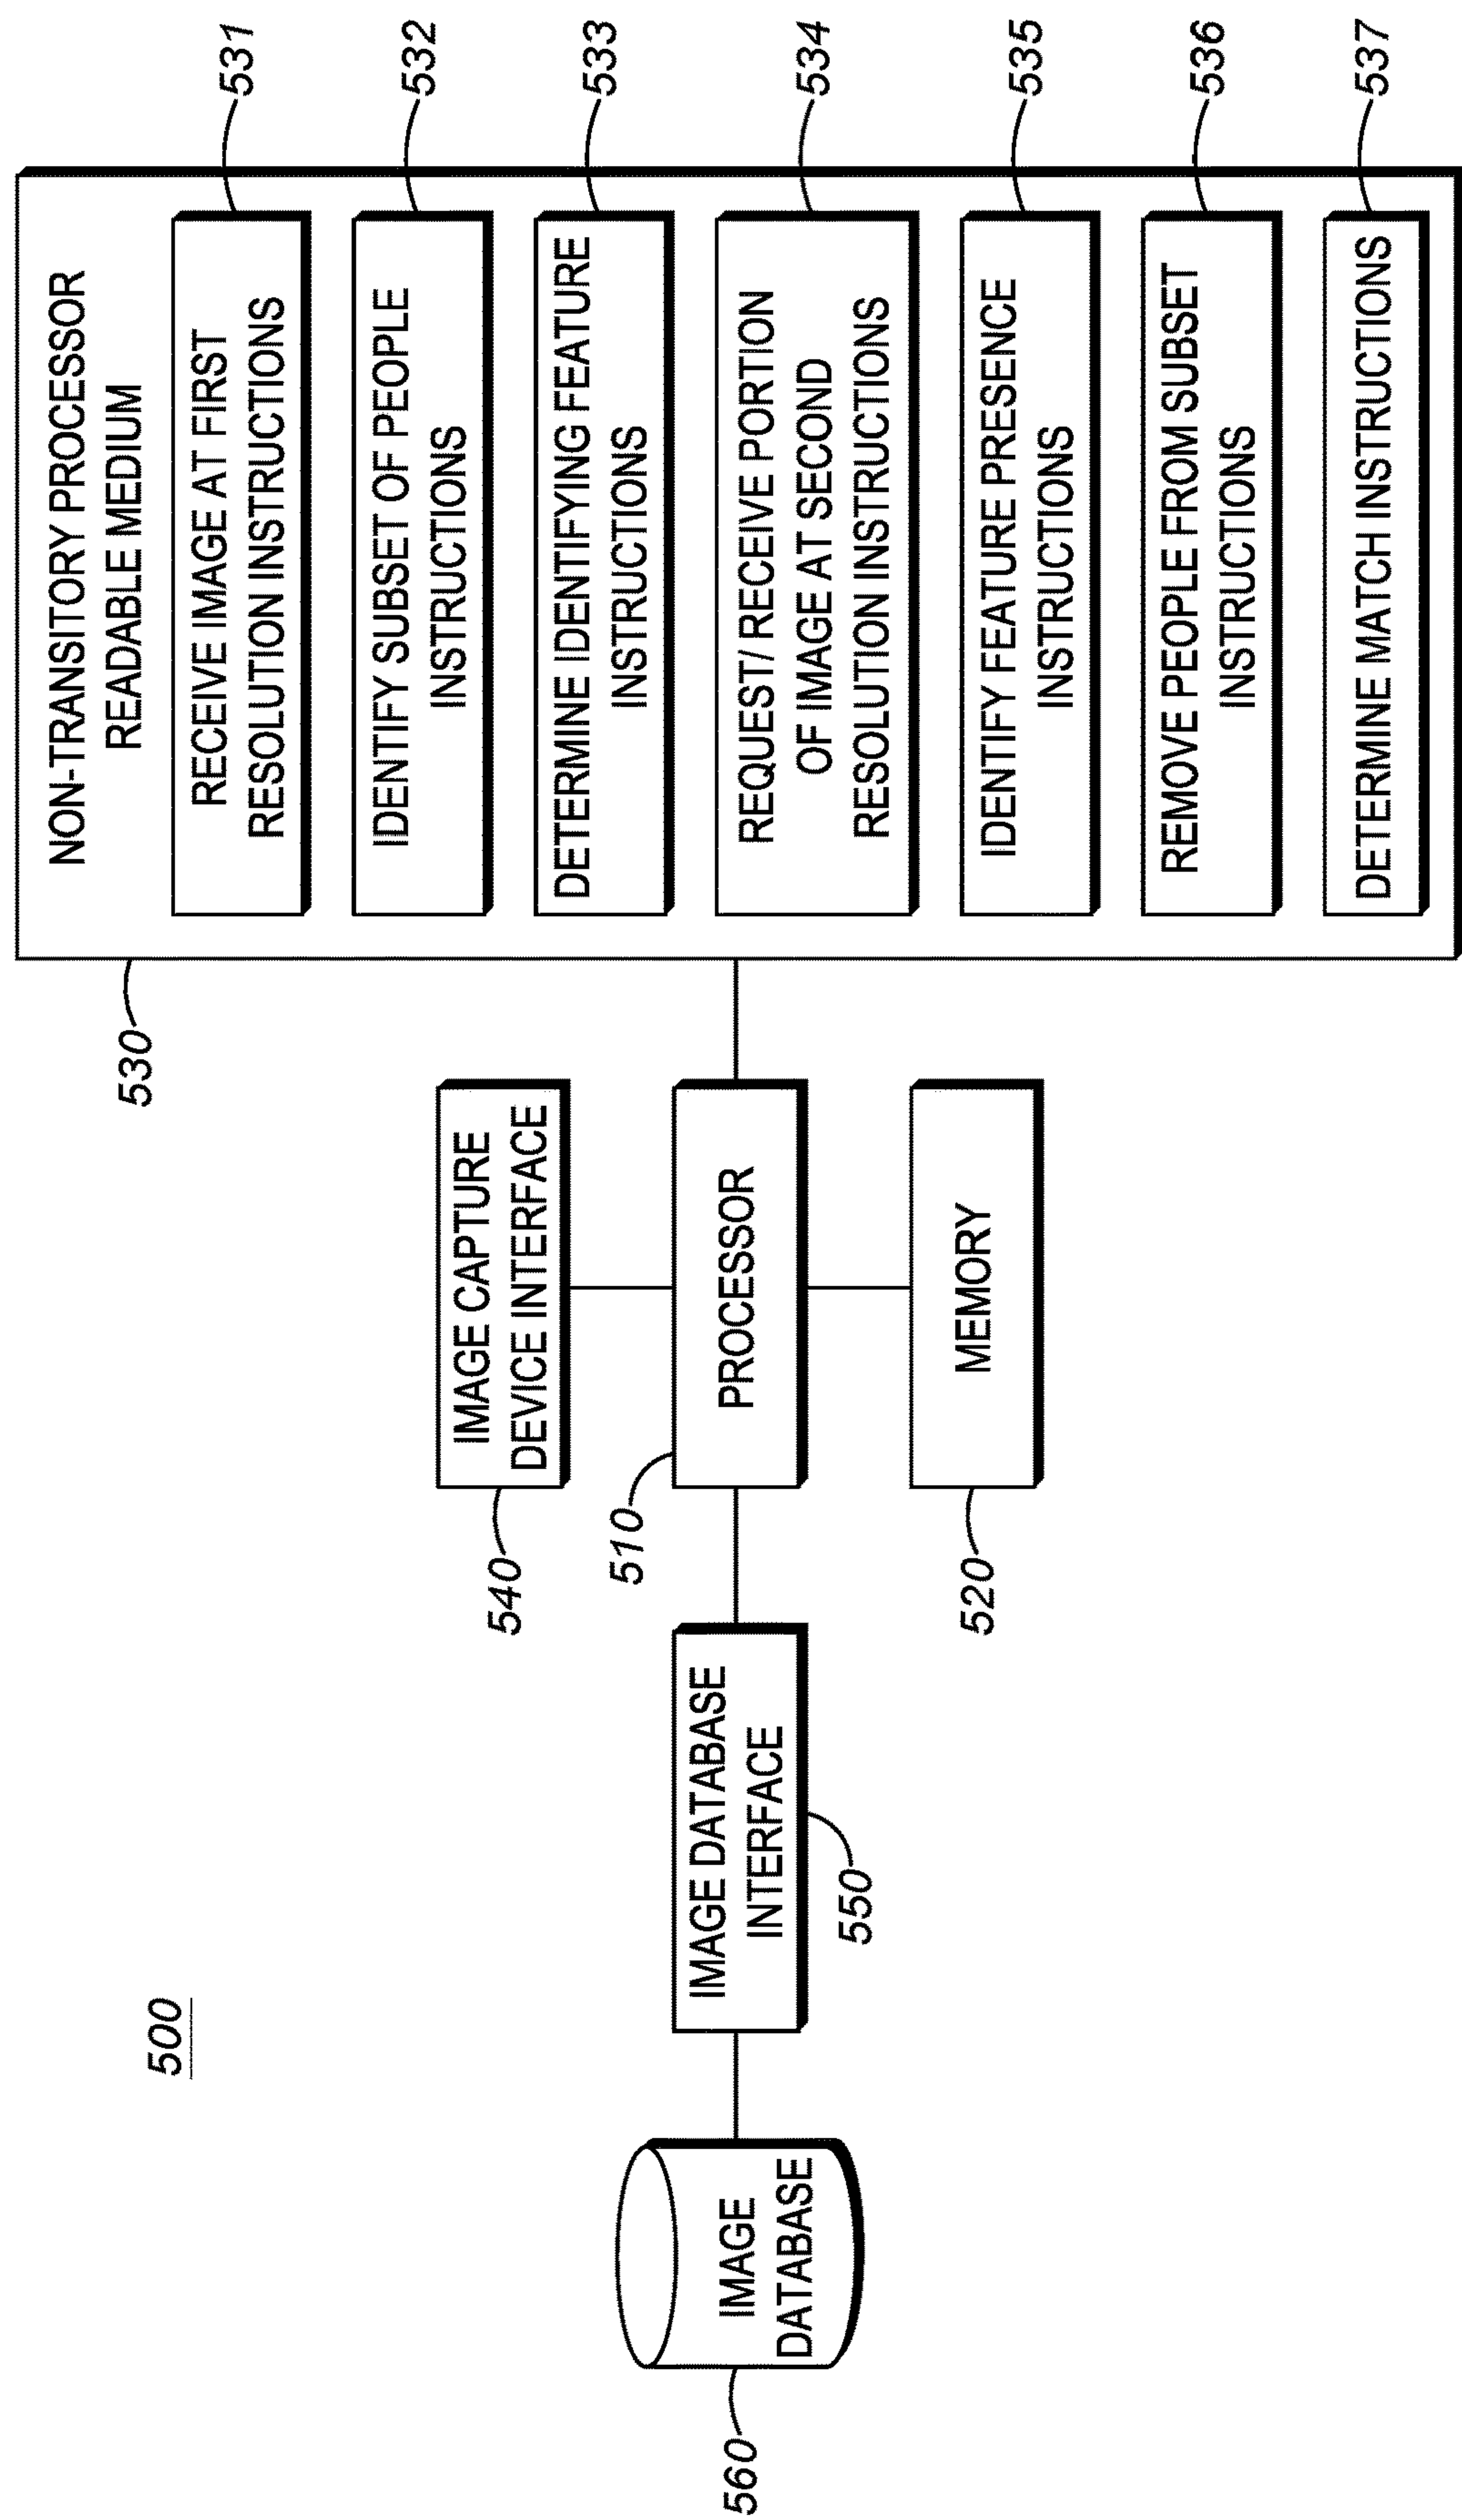 500
560
IMAGE
DATABASE
IMAGE DATABASE
INTERFACE
550
540
IMAGE CAPTURE
DEVICE INTERFACE
510
PROCESSOR
520
MEMORY
530
NON-TRANSITORY PROCESSOR
READABLE MEDIUM
RECEIVE IMAGE AT FIRST
RESOLUTION INSTRUCTIONS
531
IDENTIFY SUBSET OF PEOPLE
INSTRUCTIONS
532
DETERMINE IDENTIFYING FEATURE
INSTRUCTIONS
533
REQUEST/ RECEIVE PORTION
OF IMAGE AT SECOND
RESOLUTION INSTRUCTIONS
534
IDENTIFY FEATURE PRESENCE
INSTRUCTIONS
535
REMOVE PEOPLE FROM SUBSET
INSTRUCTIONS
536
DETERMINE MATCH INSTRUCTIONS
537